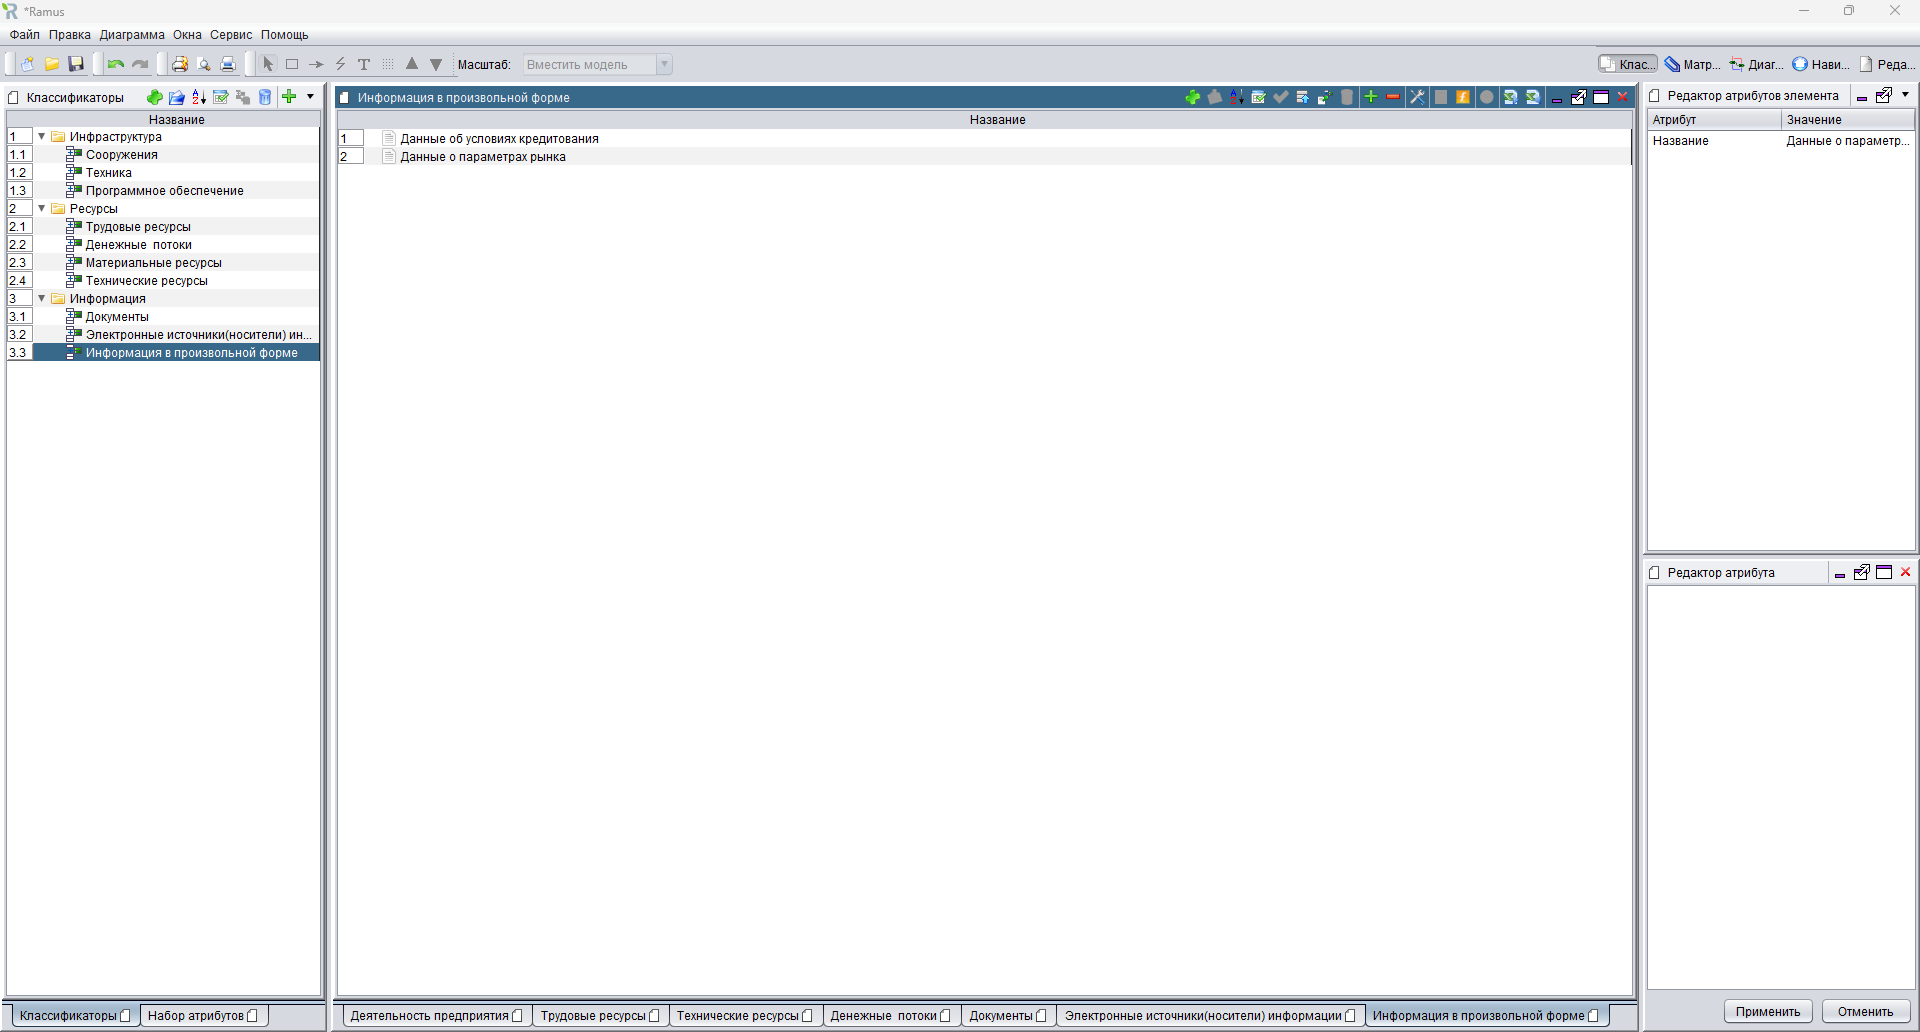 *Ramus
Файл Правка Диаграмма Окна Сервис Помощь
Масштаб: Вместить модель
Клас... Матр... Диаг... Нави... Реда...
Классификаторы
Название
1 Инфраструктура
1.1 Сооружения
1.2 Техника
1.3 Программное обеспечение
2 Ресурсы
2.1 Трудовые ресурсы
2.2 Денежные потоки
2.3 Материальные ресурсы
2.4 Технические ресурсы
3 Информация
3.1 Документы
3.2 Электронные источники(носители) ин...
3.3 Информация в произвольной форме
Классификаторы Набор атрибутов
Информация в произвольной форме
Название
1 Данные об условиях кредитования
2 Данные о параметрах рынка
Деятельность предприятия Трудовые ресурсы Технические ресурсы Денежные потоки Документы Электронные источники(носители) информации Информация в произвольной форме
Редактор атрибутов элемента
Атрибут Значение
Название Данные о параметр...
Редактор атрибута
Применить Отменить